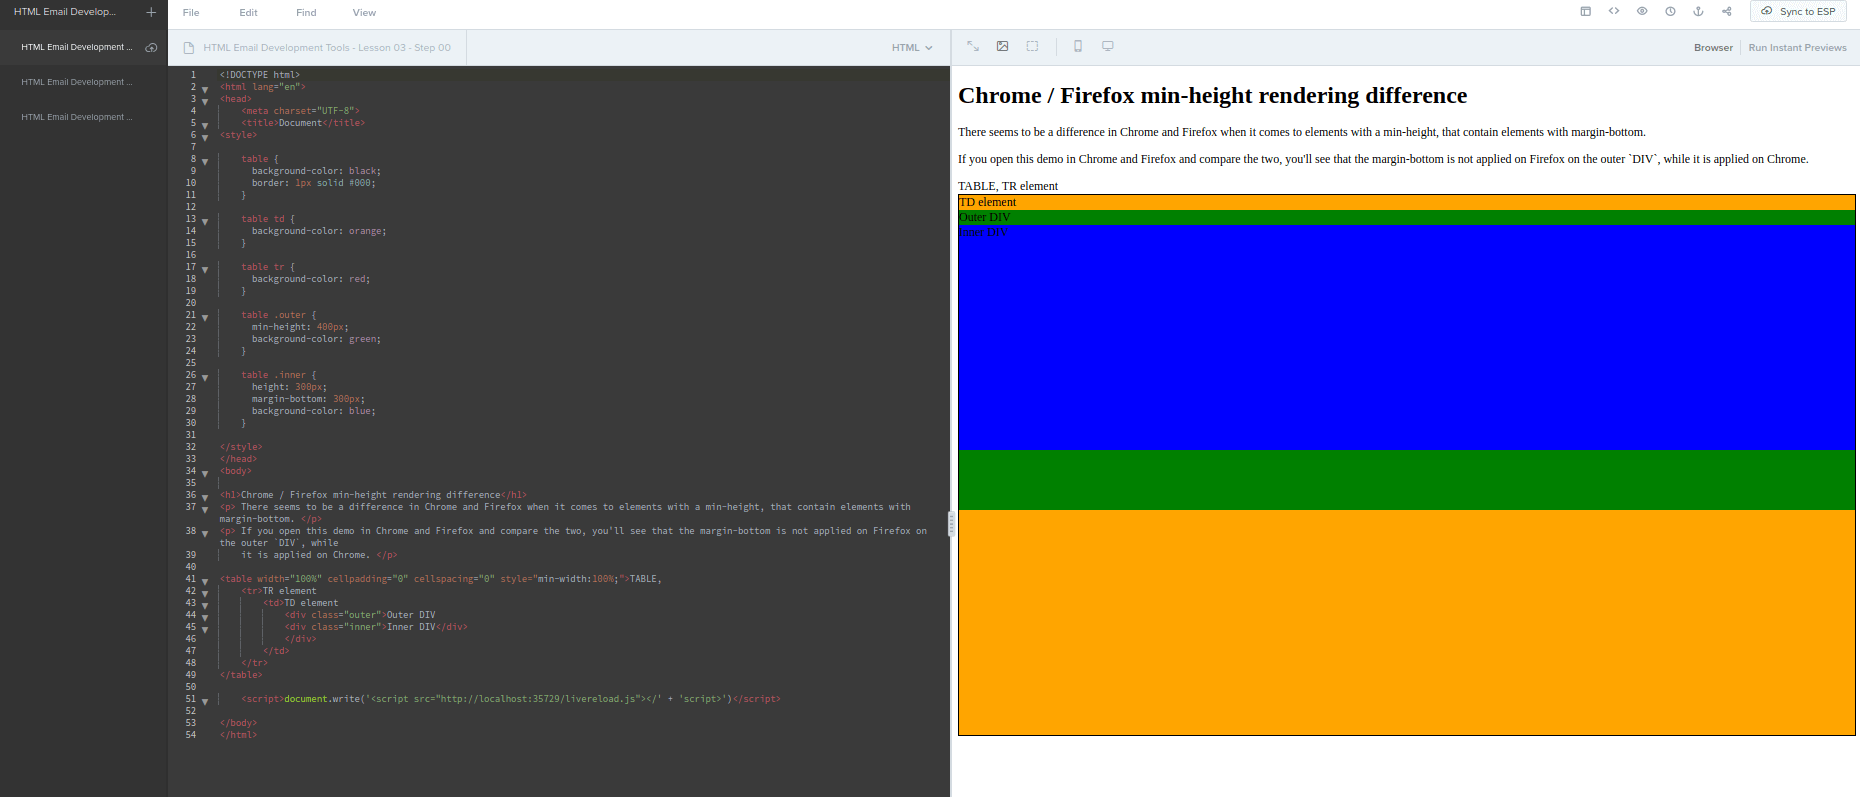 HTML Email Develop...
HTML Email Development ...
HTML Email Development ...
HTML Email Development ...
File Edit Find View
Sync to ESP
HTML Email Development Tools - Lesson 03 - Step 00
HTML
Browser
Run Instant Previews
1 <!DOCTYPE html>
2 <html lang="en">
3 <head>
4 <meta charset="UTF-8">
5 <title>Document</title>
6 <style>
7
8 table {
9 background-color: black;
10 border: 1px solid #000;
11 }
12
13 table td {
14 background-color: orange;
15 }
16
17 table tr {
18 background-color: red;
19 }
20
21 table .outer {
22 min-height: 400px;
23 background-color: green;
24 }
25
26 table .inner {
27 height: 300px;
28 margin-bottom: 300px;
29 background-color: blue;
30 }
31
32 </style>
33 </head>
34 <body>
35
36 <h1>Chrome / Firefox min-height rendering difference</h1>
37 <p> There seems to be a difference in Chrome and Firefox when it comes to elements with a min-height, that contain elements with
margin-bottom. </p>
38 <p> If you open this demo in Chrome and Firefox and compare the two, you'll see that the margin-bottom is not applied on Firefox on
the outer `DIV`, while
39 it is applied on Chrome. </p>
40
41 <table width="100%" cellpadding="0" cellspacing="0" style="min-width:100%;">TABLE,
42 <tr>TR element
43 <td>TD element
44 <div class="outer">Outer DIV
45 <div class="inner">Inner DIV</div>
46 </div>
47 </td>
48 </tr>
49 </table>
50
51 <script>document.write('<script src="http://localhost:35729/livereload.js"></' + 'script>')</script>
52
53 </body>
54 </html>
Chrome / Firefox min-height rendering difference
There seems to be a difference in Chrome and Firefox when it comes to elements with a min-height, that contain elements with margin-bottom.
If you open this demo in Chrome and Firefox and compare the two, you'll see that the margin-bottom is not applied on Firefox on the outer `DIV`, while it is applied on Chrome.
TABLE, TR element
TD element
Outer DIV
Inner DIV